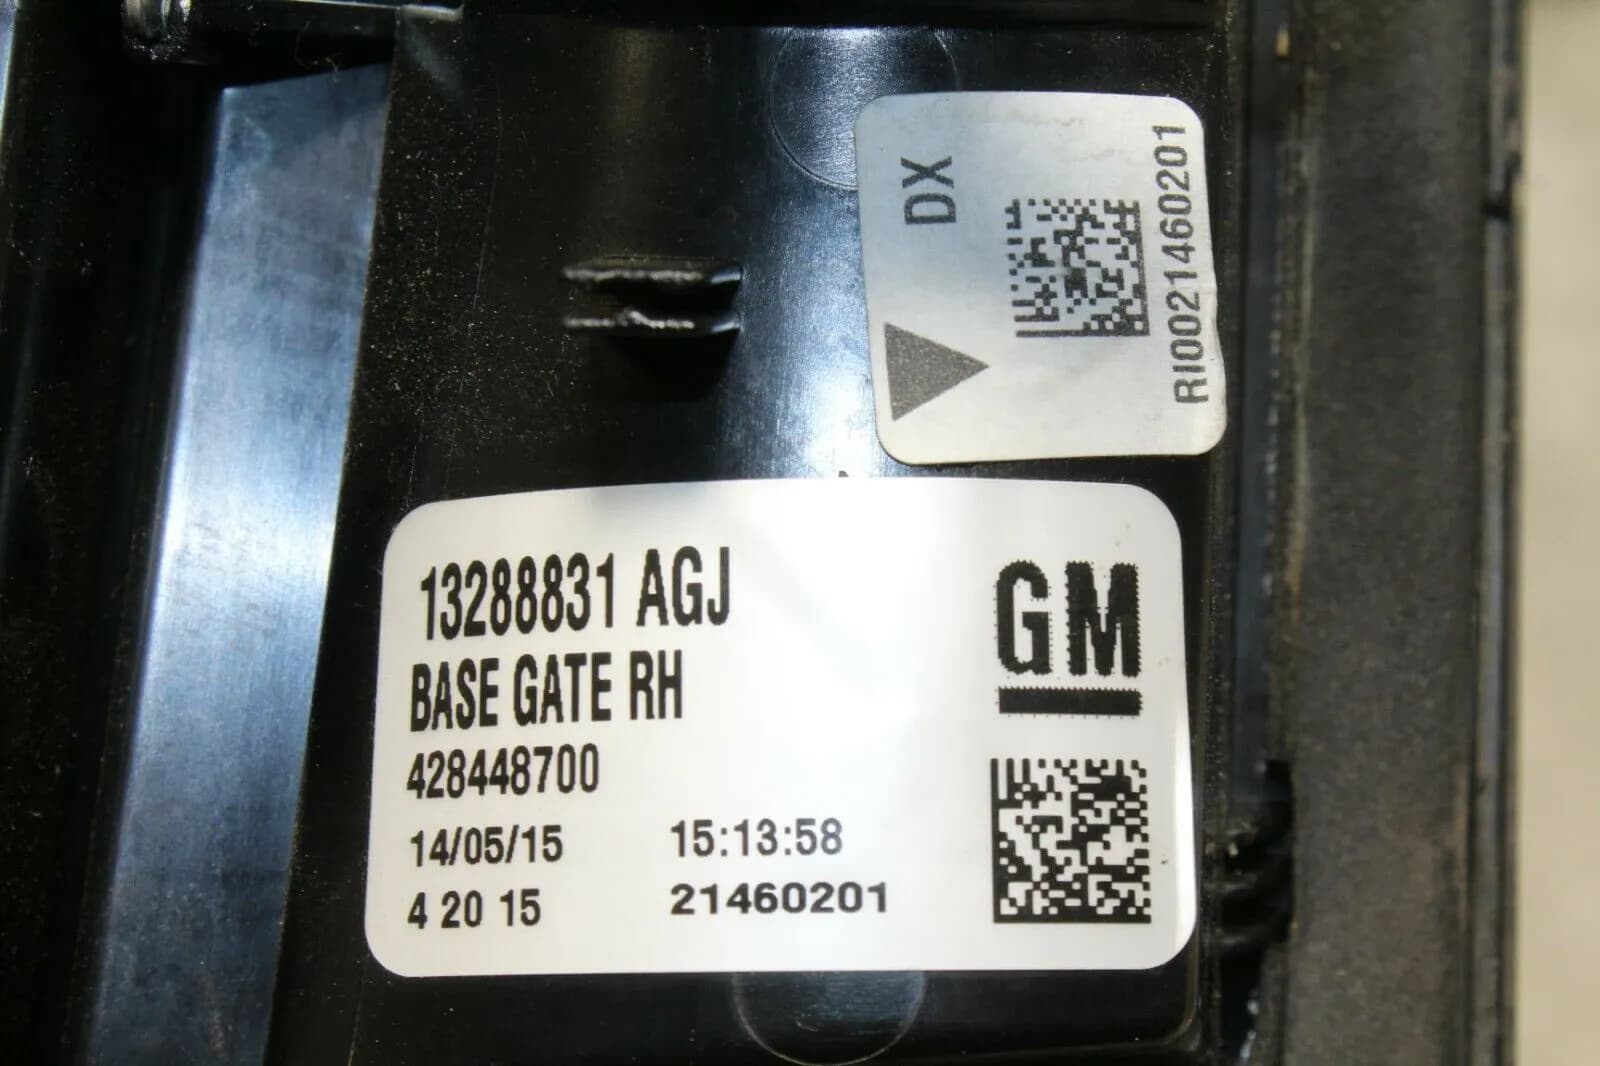 DX
RI0021460201
13288831 AGJ
GM
BASE GATE RH
428448700
14/05/15 15:13:58
4 20 15 21460201